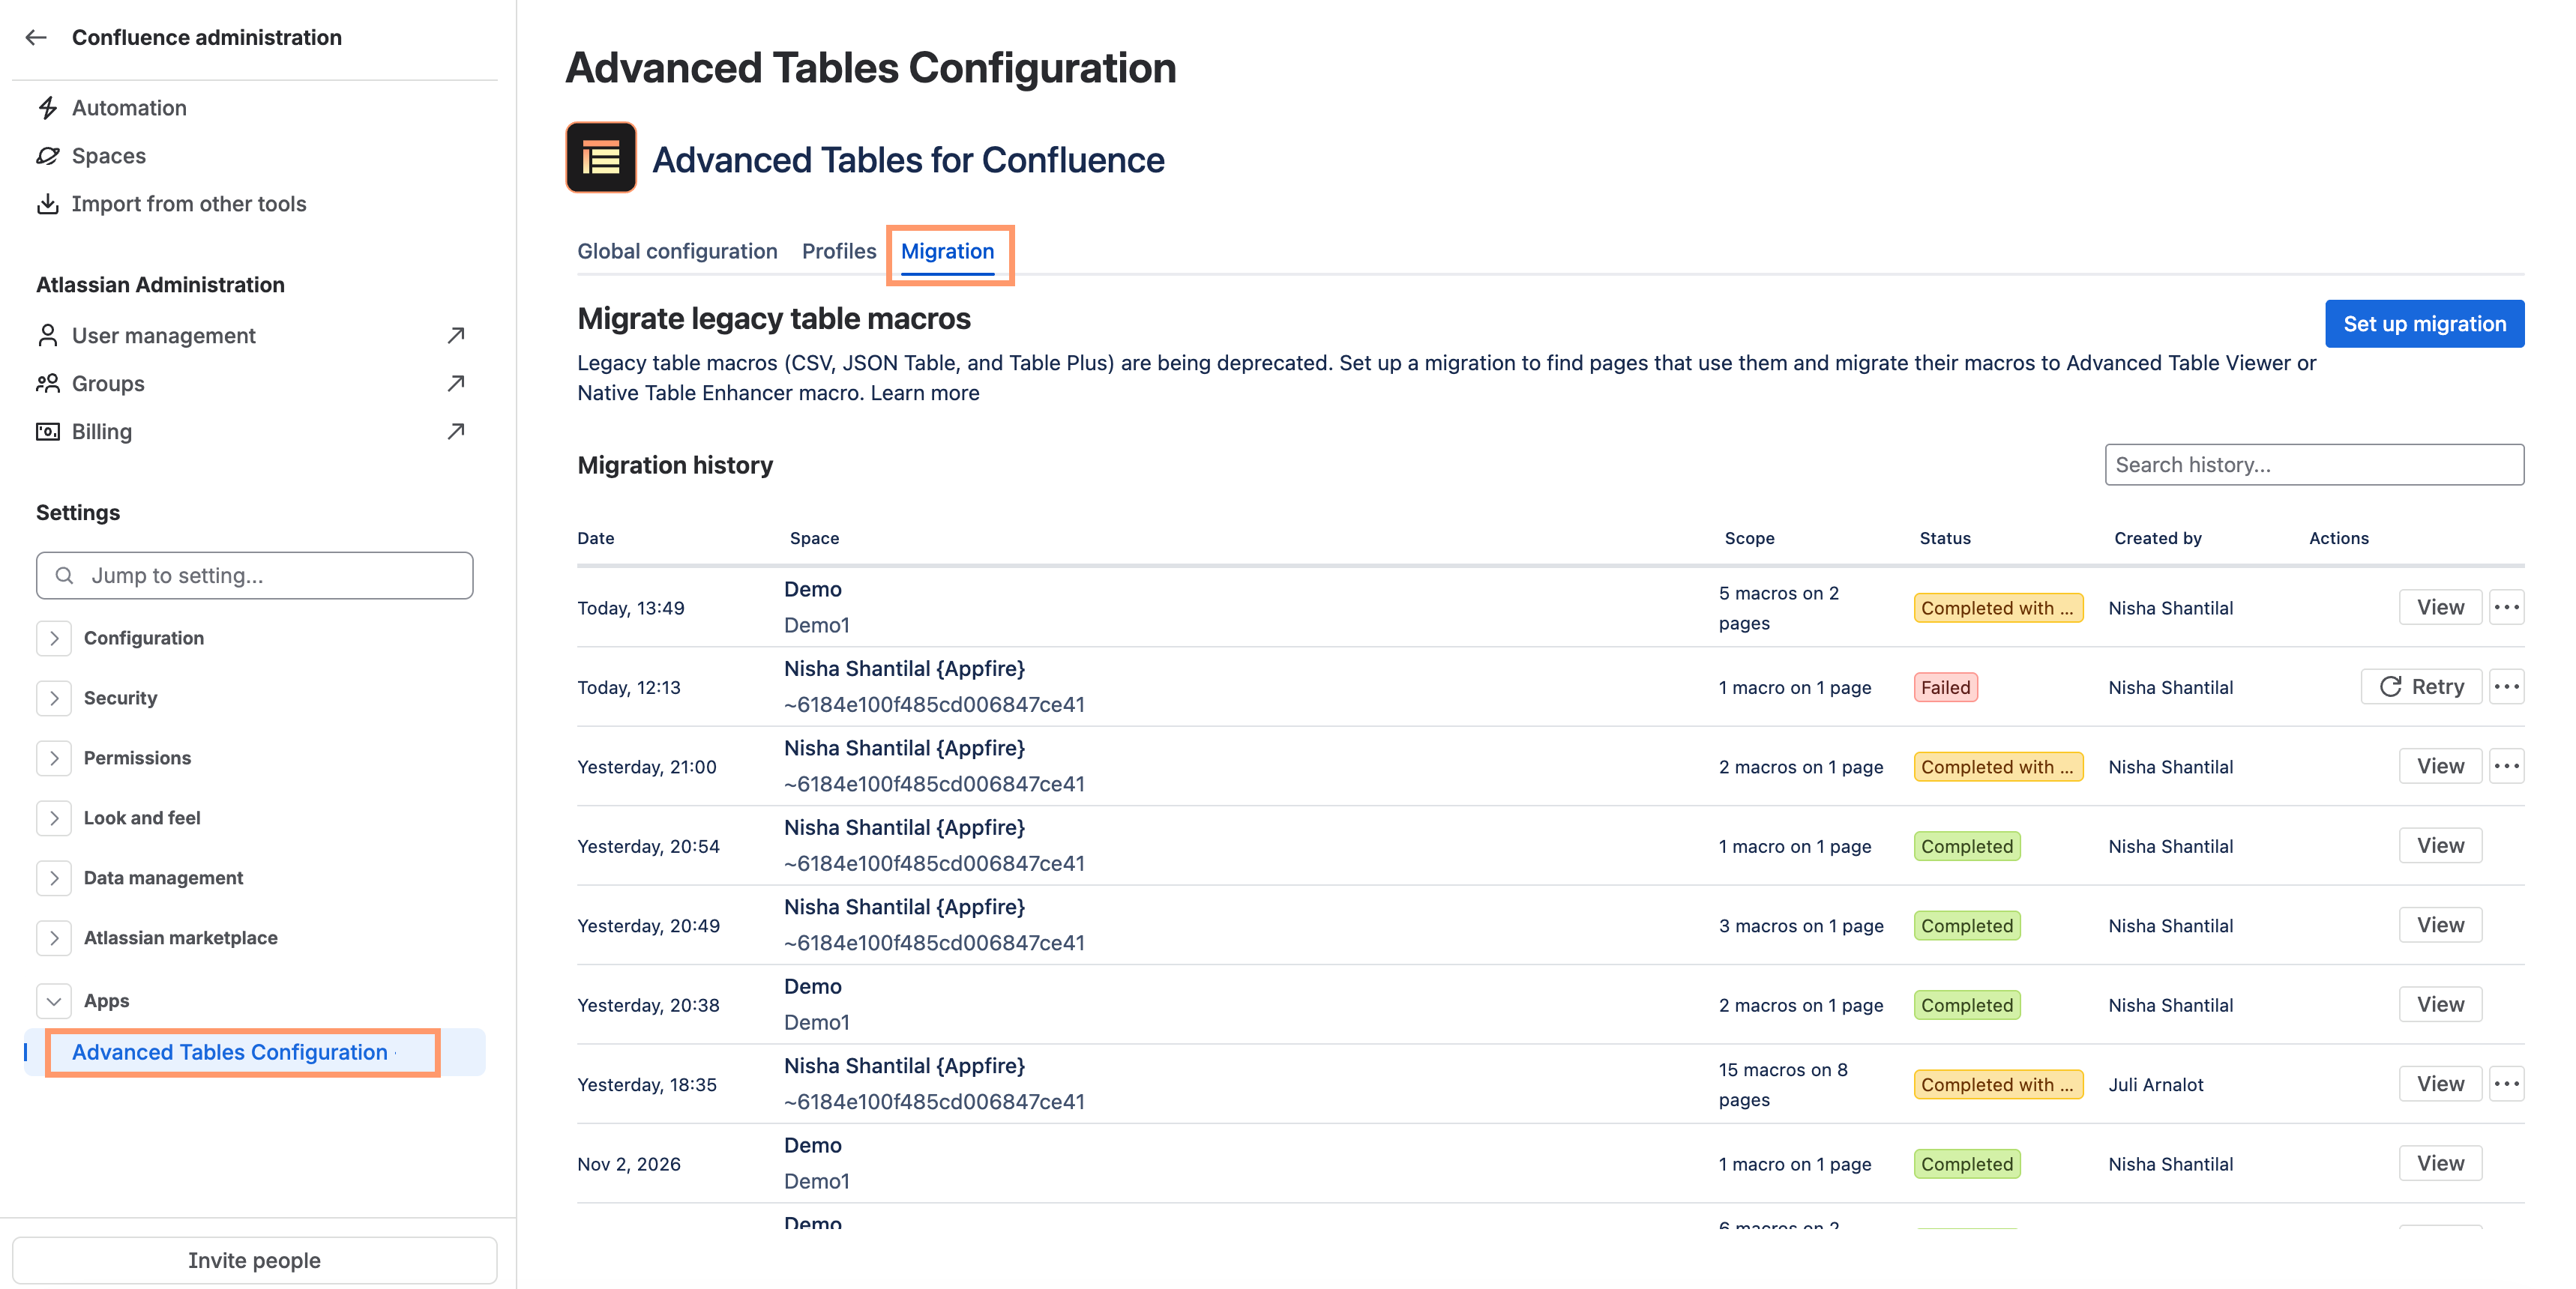 Confluence administration
Automation
Spaces
Import from other tools
Atlassian Administration
User management
Groups
Billing
Settings
Jump to setting...
Configuration
Security
Permissions
Look and feel
Data management
Atlassian marketplace
Apps
Advanced Tables Configuration
Invite people
Advanced Tables Configuration
Advanced Tables for Confluence
Global configuration Profiles Migration
Migrate legacy table macros
Set up migration
Legacy table macros (CSV, JSON Table, and Table Plus) are being deprecated. Set up a migration to find pages that use them and migrate their macros to Advanced Table Viewer or
Native Table Enhancer macro. Learn more
Migration history
Search history...
Date Space Scope Status Created by Actions
Today, 13:49 Demo Demo1 5 macros on 2 pages Completed with ... Nisha Shantilal View ...
Today, 12:13 Nisha Shantilal {Appfire} ~6184e100f485cd006847ce41 1 macro on 1 page Failed Nisha Shantilal Retry ...
Yesterday, 21:00 Nisha Shantilal {Appfire} ~6184e100f485cd006847ce41 2 macros on 1 page Completed with ... Nisha Shantilal View ...
Yesterday, 20:54 Nisha Shantilal {Appfire} ~6184e100f485cd006847ce41 1 macro on 1 page Completed Nisha Shantilal View
Yesterday, 20:49 Nisha Shantilal {Appfire} ~6184e100f485cd006847ce41 3 macros on 1 page Completed Nisha Shantilal View
Yesterday, 20:38 Demo Demo1 2 macros on 1 page Completed Nisha Shantilal View
Yesterday, 18:35 Nisha Shantilal {Appfire} ~6184e100f485cd006847ce41 15 macros on 8 pages Completed with ... Juli Arnalot View ...
Nov 2, 2026 Demo Demo1 1 macro on 1 page Completed Nisha Shantilal View
Demo 6 macros on 2